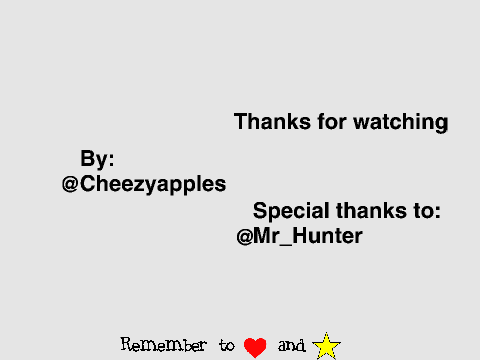 Thanks for watching
By:
@Cheezyapples
Special thanks to:
@Mr_Hunter
Remember to and